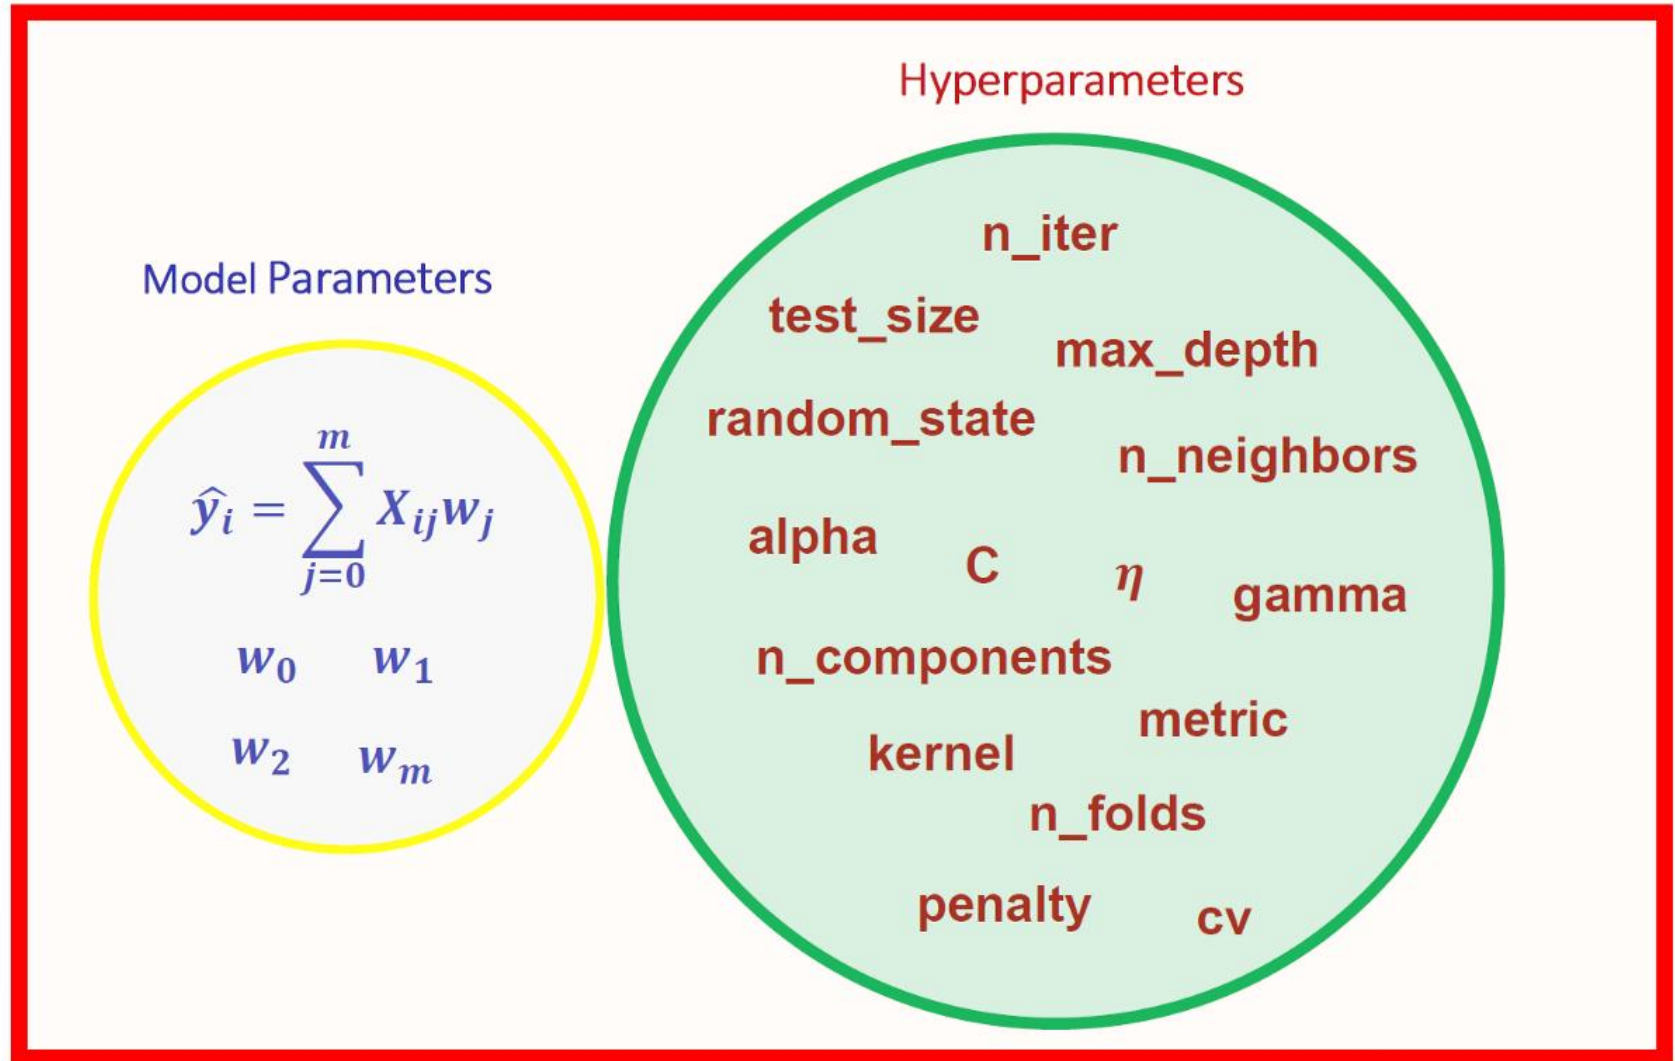 Hyperparameters
Model Parameters
ŷᵢ = ∑ⱼ₌₀ᵐ Xᵢⱼwⱼ
w₀ w₁
w₂ wₘ
n_iter
test_size
max_depth
random_state
n_neighbors
alpha
C
η
gamma
n_components
metric
kernel
n_folds
penalty
cv